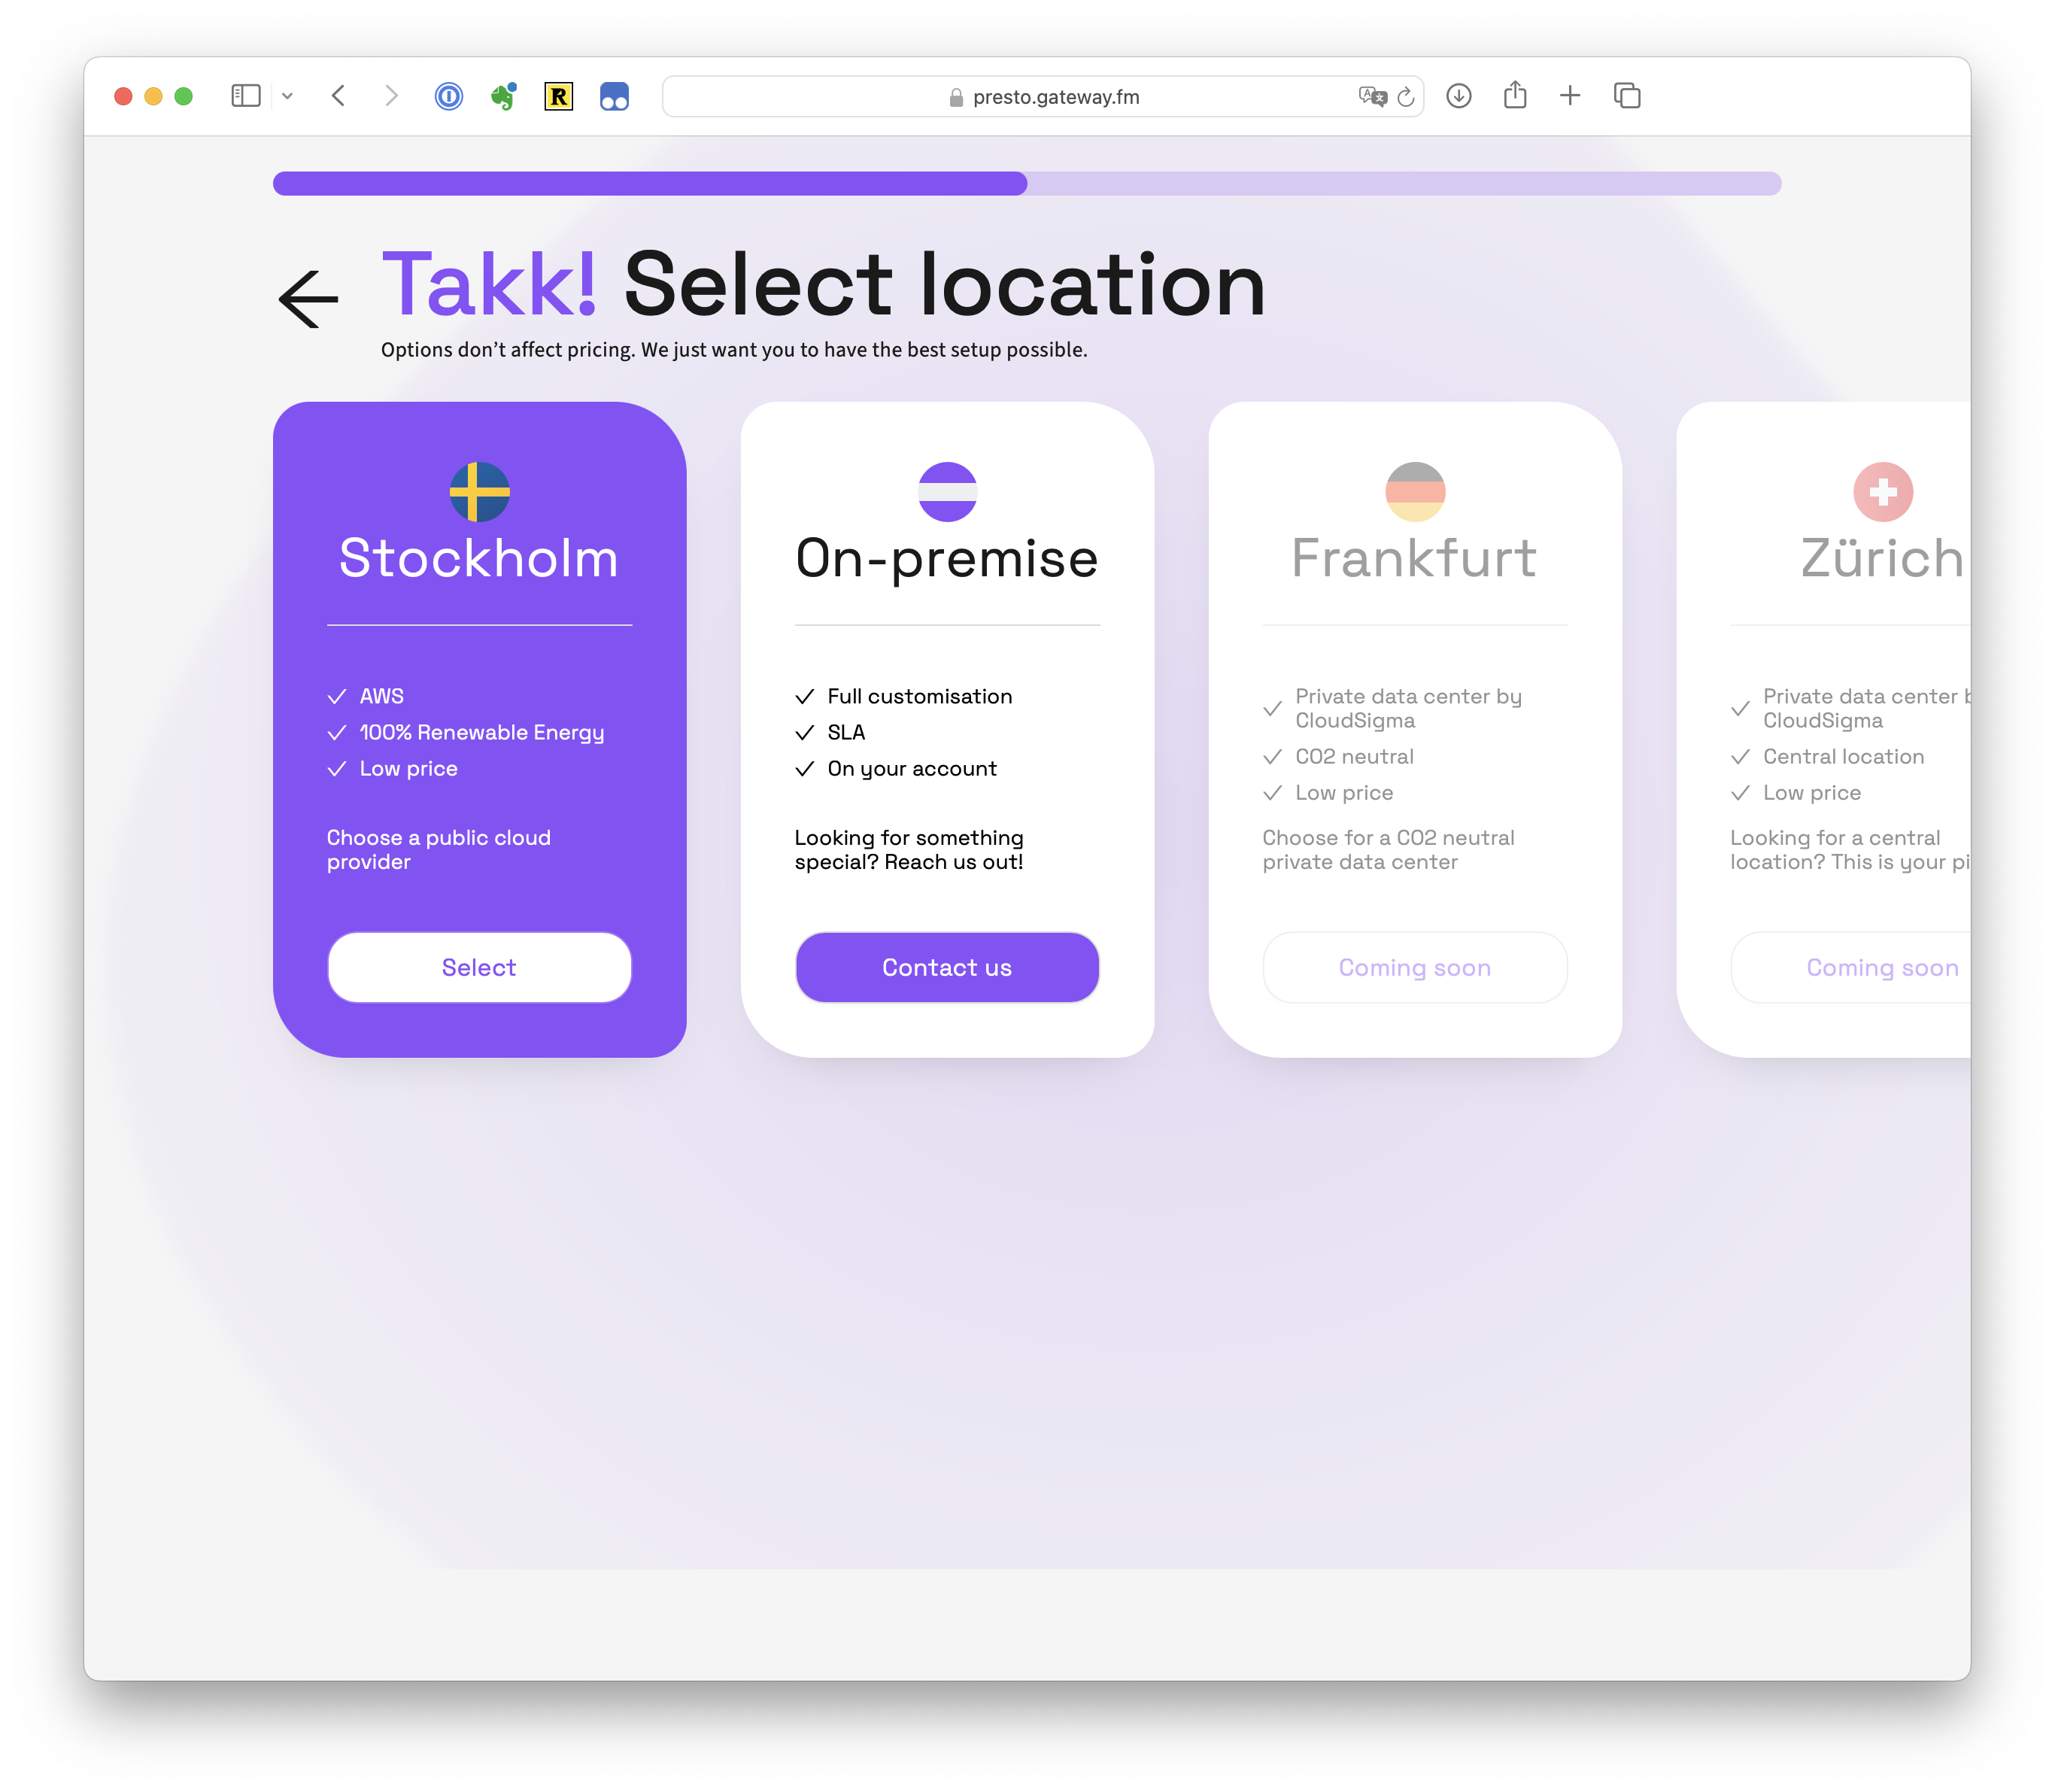 presto.gateway.fm
Takk! Select location
Options don’t affect pricing. We just want you to have the best setup possible.
Stockholm
AWS
100% Renewable Energy
Low price
Choose a public cloud
provider
Select
On-premise
Full customisation
SLA
On your account
Looking for something
special? Reach us out!
Contact us
Frankfurt
Private data center by
CloudSigma
CO2 neutral
Low price
Choose for a CO2 neutral
private data center
Coming soon
Zürich
Private data center
CloudSigma
Central location
Low price
Looking for a central
location? This is your
Coming soon